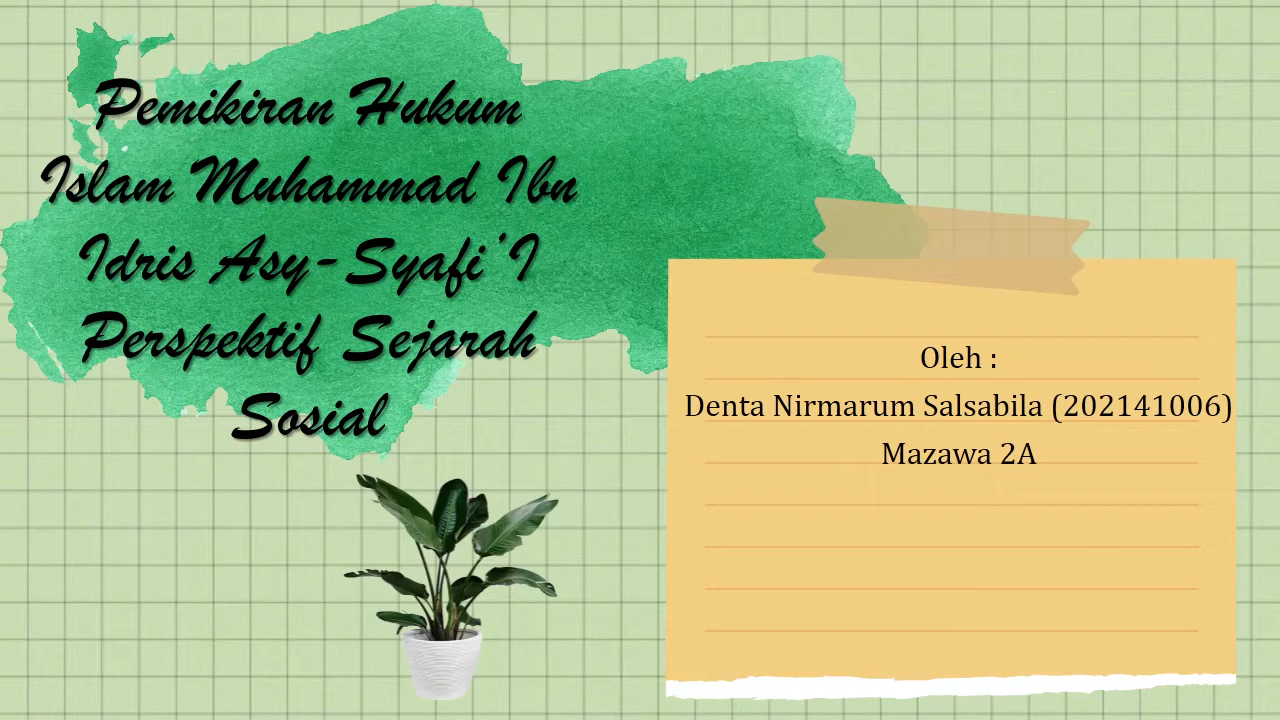 Pemikiran Hukum
Islam Muhammad Ibn
Idris Asy-Syafi'I
Perspektif Sejarah
Sosial
Oleh :
Denta Nirmarum Salsabila (202141006)
Mazawa 2A